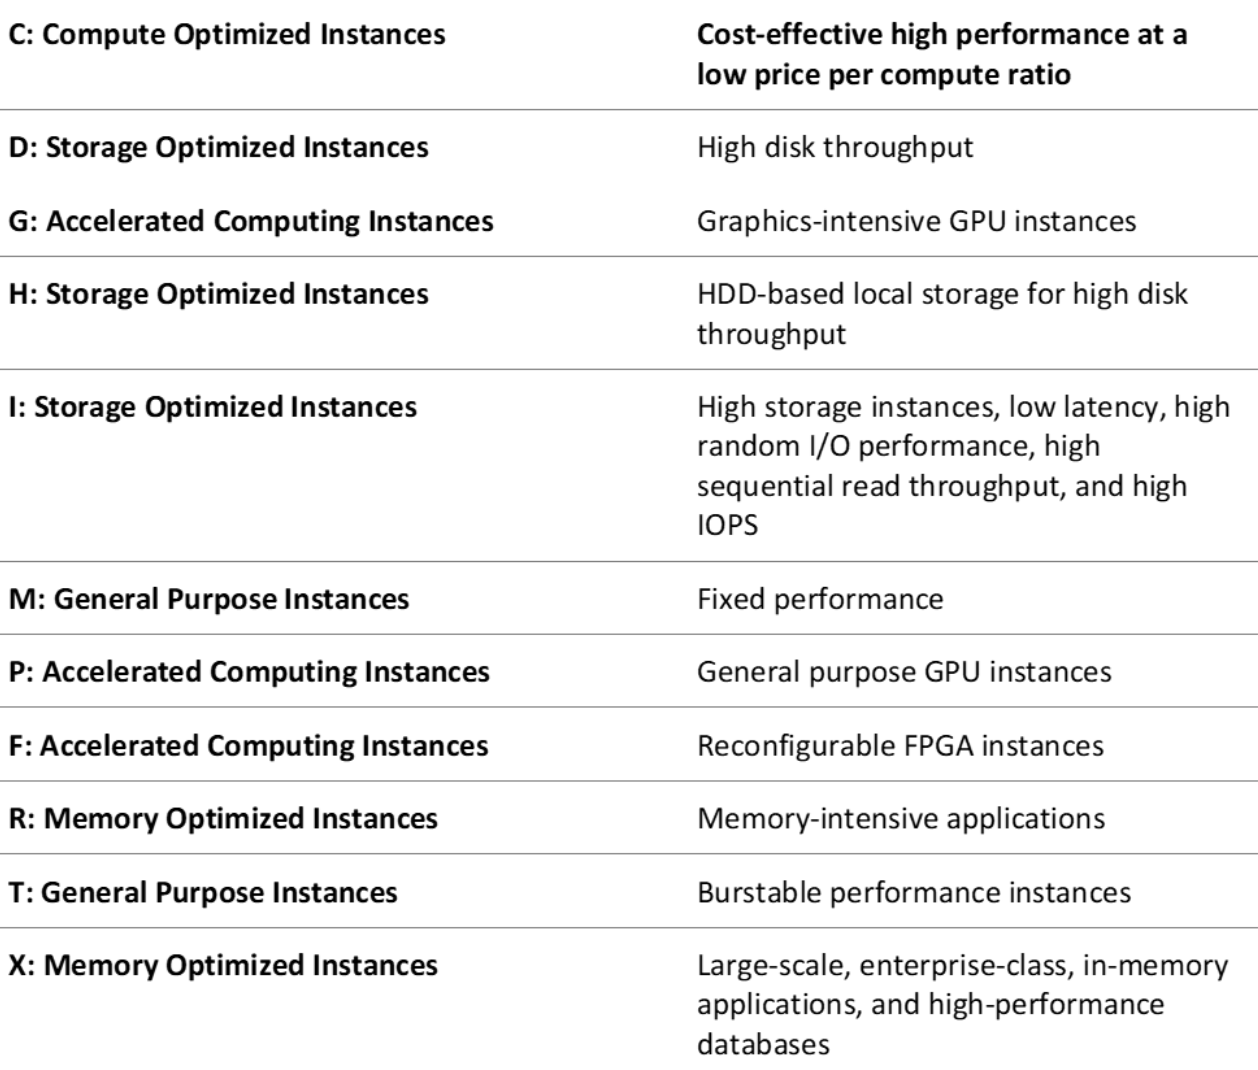 C: Compute Optimized Instances
Cost-effective high performance at a
low price per compute ratio
D: Storage Optimized Instances
High disk throughput
G: Accelerated Computing Instances
Graphics-intensive GPU instances
H: Storage Optimized Instances
HDD-based local storage for high disk
throughput
I: Storage Optimized Instances
High storage instances, low latency, high
random I/O performance, high
sequential read throughput, and high
IOPS
M: General Purpose Instances
Fixed performance
P: Accelerated Computing Instances
General purpose GPU instances
F: Accelerated Computing Instances
Reconfigurable FPGA instances
R: Memory Optimized Instances
Memory-intensive applications
T: General Purpose Instances
Burstable performance instances
X: Memory Optimized Instances
Large-scale, enterprise-class, in-memory
applications, and high-performance
databases